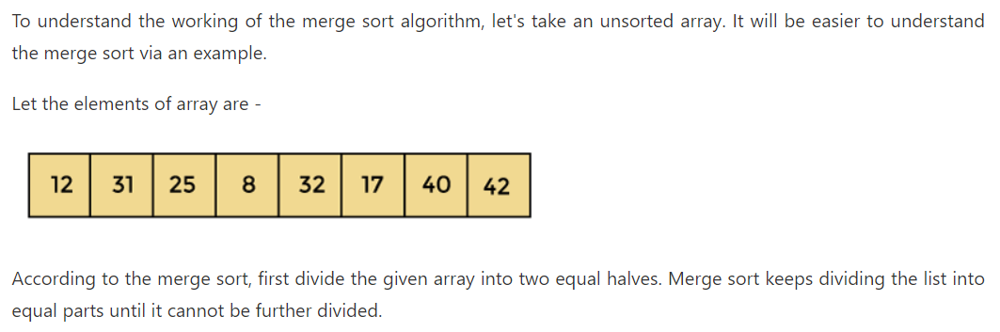 To understand the working of the merge sort algorithm, let's take an unsorted array. It will be easier to understand
the merge sort via an example.
Let the elements of array are -
12 31 25 8 32 17 40 42
According to the merge sort, first divide the given array into two equal halves. Merge sort keeps dividing the list into
equal parts until it cannot be further divided.